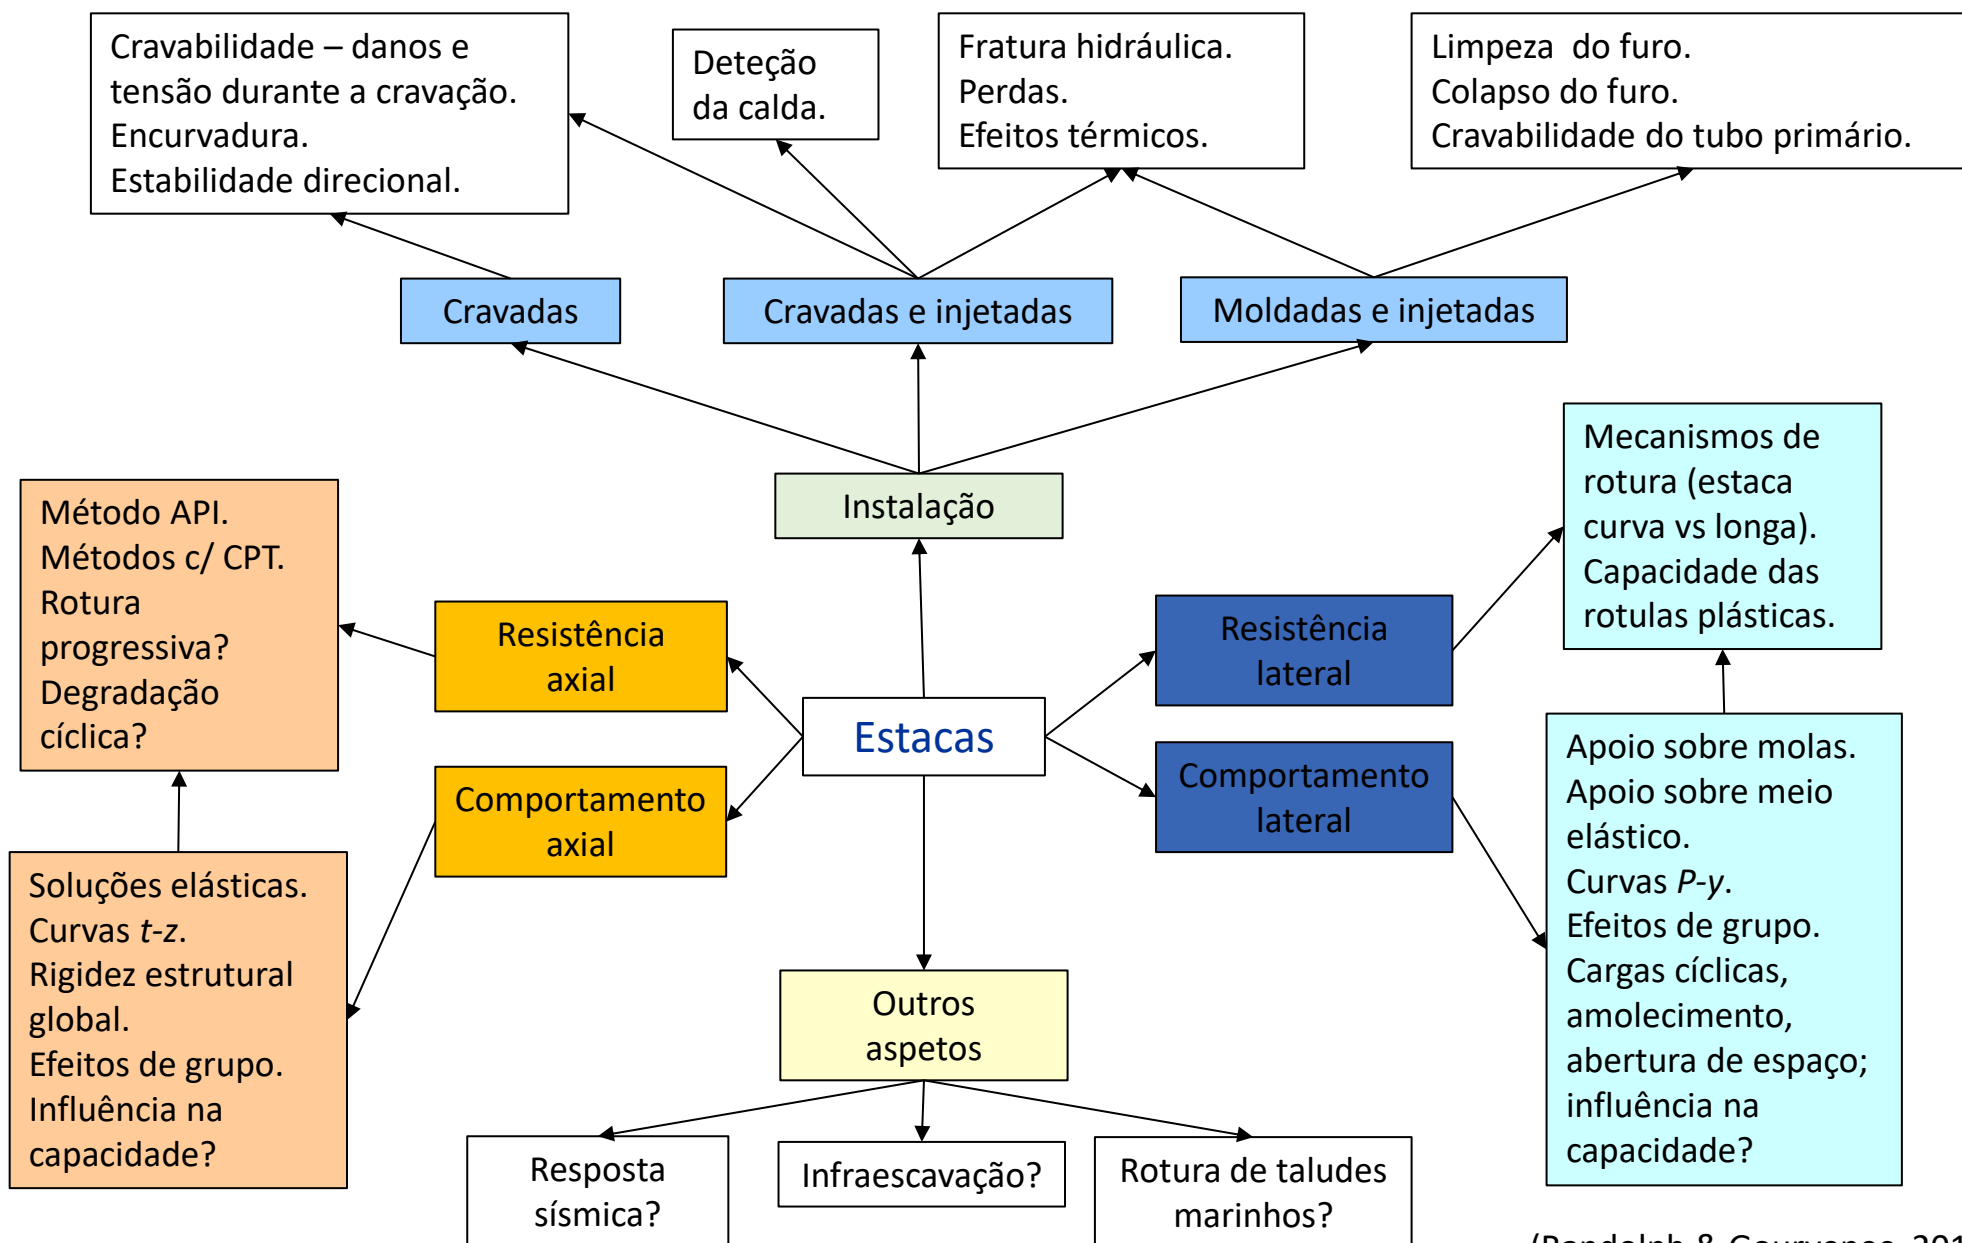 Cravabilidade – danos e
tensão durante a cravação.
Encurvadura.
Estabilidade direcional.
Deteção
da calda.
Fratura hidráulica.
Perdas.
Efeitos térmicos.
Limpeza do furo.
Colapso do furo.
Cravabilidade do tubo primário.
Cravadas
Cravadas e injetadas
Moldadas e injetadas
Instalação
Método API.
Métodos c/ CPT.
Rotura
progressiva?
Degradação
cíclica?
Resistência
axial
Resistência
lateral
Mecanismos de
rotura (estaca
curva vs longa).
Capacidade das
rotulas plásticas.
Estacas
Comportamento
axial
Comportamento
lateral
Soluções elásticas.
Curvas t-z.
Rigidez estrutural
global.
Efeitos de grupo.
Influência na
capacidade?
Apoio sobre molas.
Apoio sobre meio
elástico.
Curvas P-y.
Efeitos de grupo.
Cargas cíclicas,
amolecimento,
abertura de espaço;
influência na
capacidade?
Outros
aspetos
Resposta
sísmica?
Infraescavação?
Rotura de taludes
marinhos?
(Randolph & Gourvenec, 201